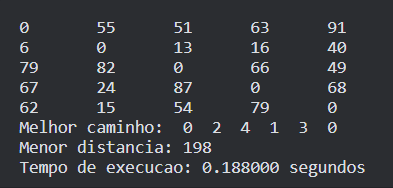 0 55 51 63 91
6 0 13 16 40
79 82 0 66 49
67 24 87 0 68
62 15 54 79 0
Melhor caminho: 0 2 4 1 3 0
Menor distancia: 198
Tempo de execucao: 0.188000 segundos